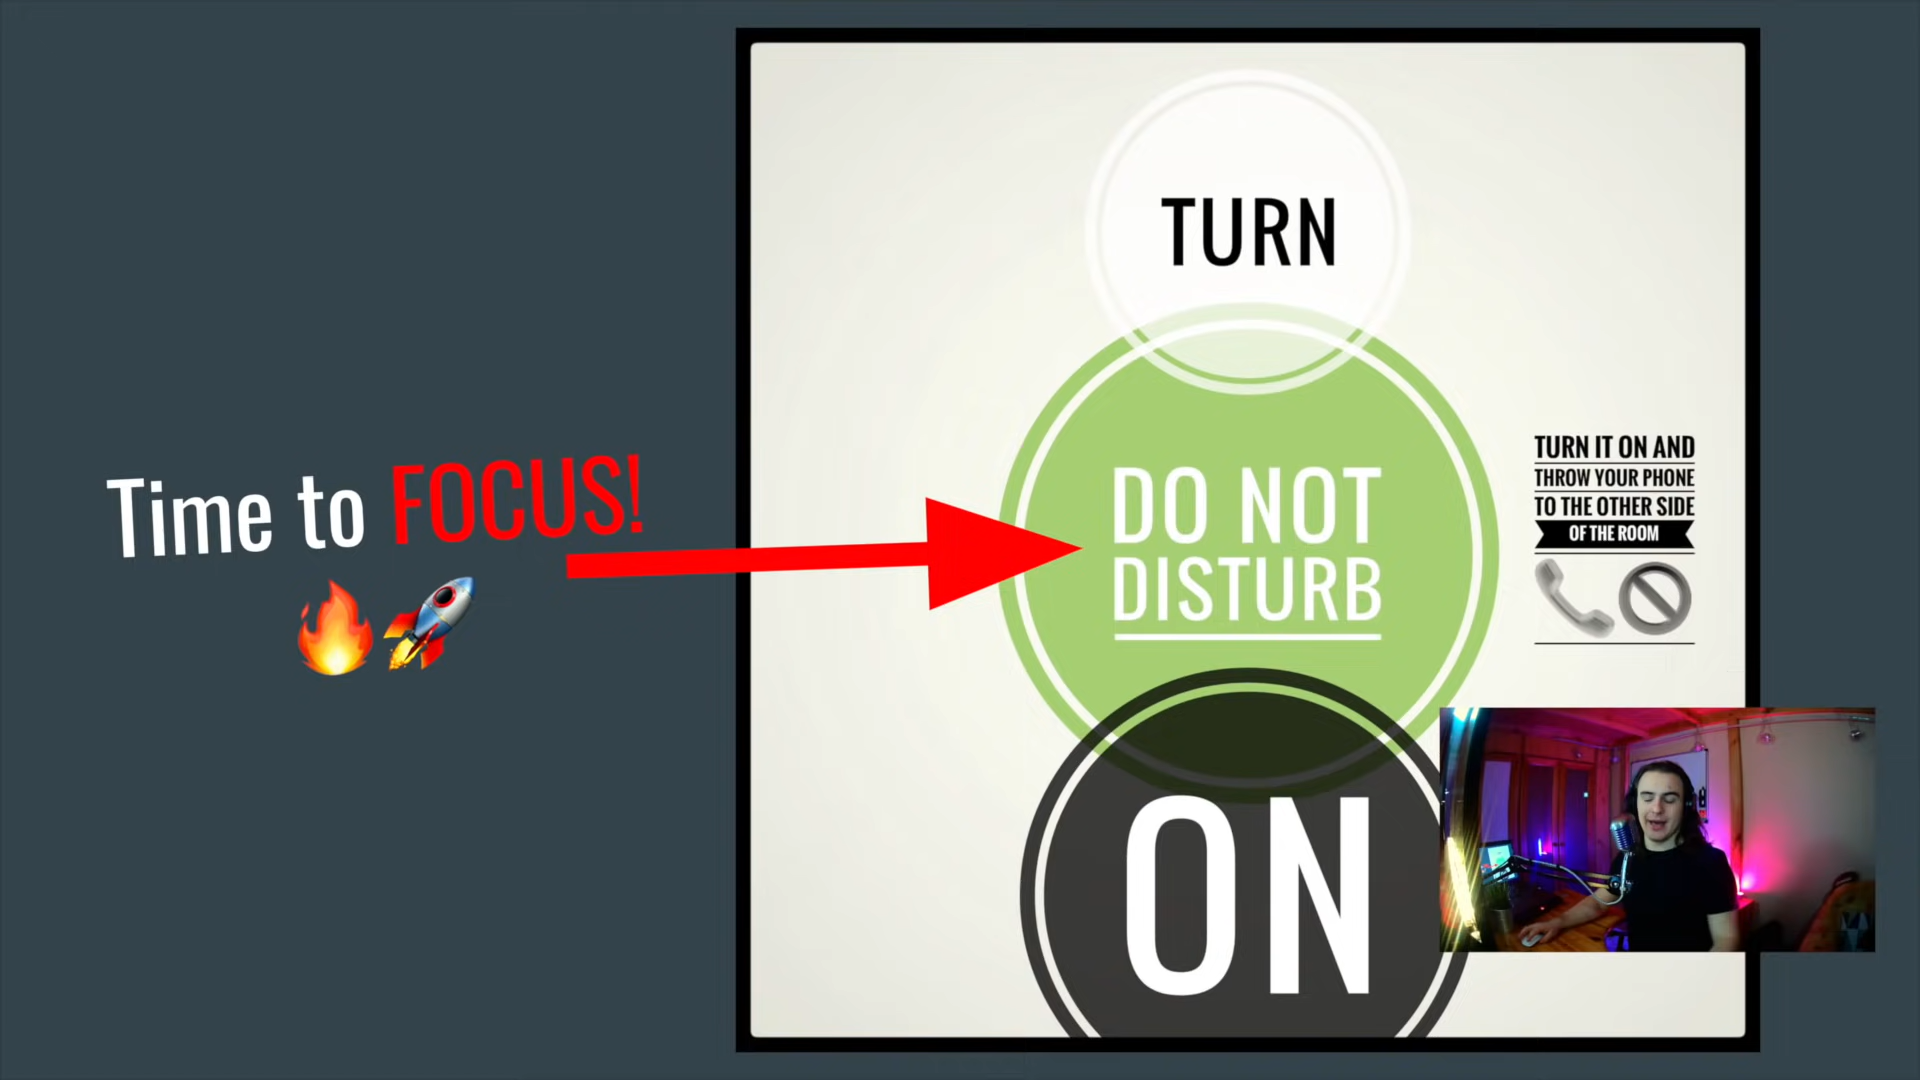 Time to FOCUS!
TURN
DO NOT
DISTURB
ON
TURN IT ON AND
THROW YOUR PHONE
TO THE OTHER SIDE
OF THE ROOM